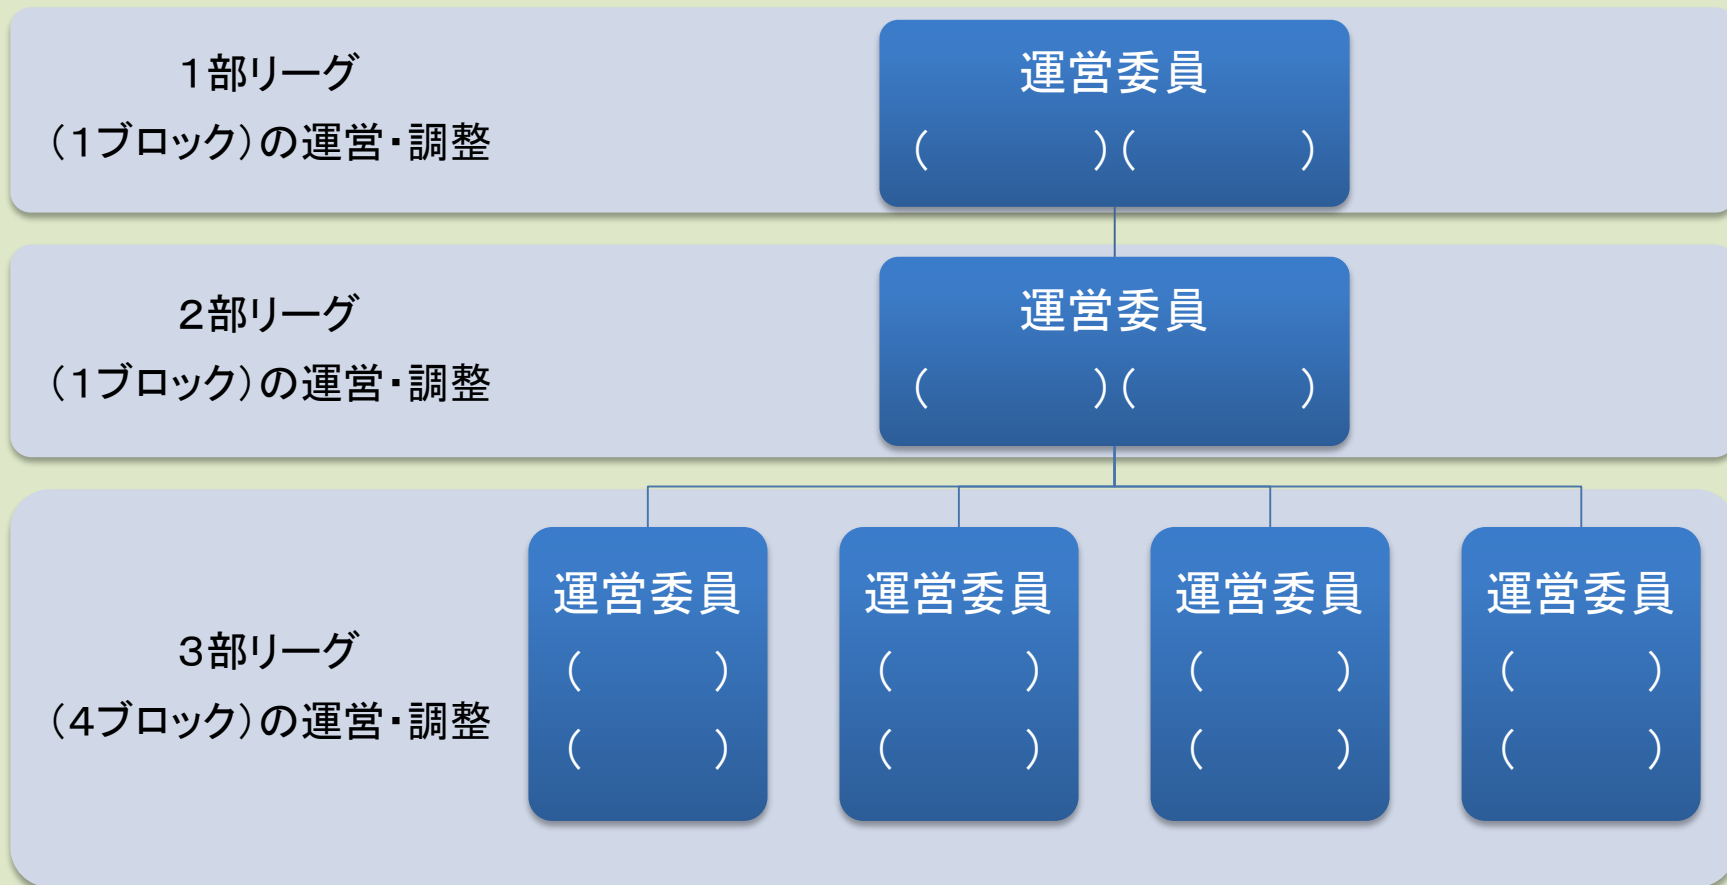 １部リーグ
（１ブロック）の運営・調整
運営委員
（　　　　）（　　　　）
２部リーグ
（１ブロック）の運営・調整
運営委員
（　　　　）（　　　　）
３部リーグ
（４ブロック）の運営・調整
運営委員
（　　　）
（　　　）
運営委員
（　　　）
（　　　）
運営委員
（　　　）
（　　　）
運営委員
（　　　）
（　　　）